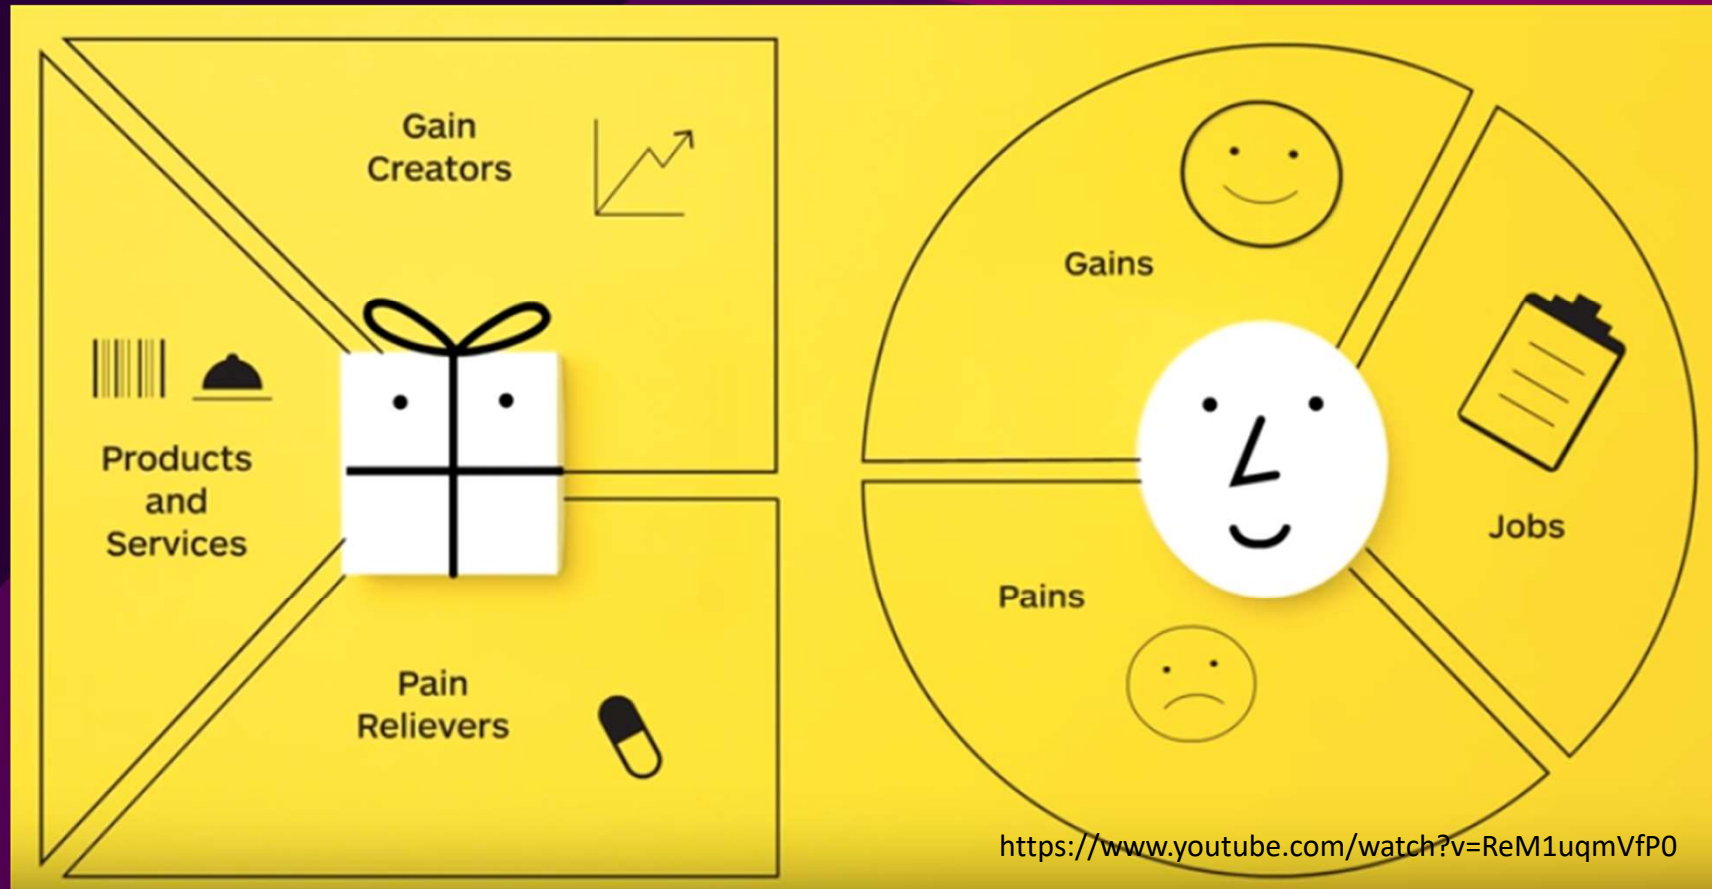 Gain
Creators
Gains
Products
and
Services
Jobs
Pains
Pain
Relievers
https://www.youtube.com/watch?v=ReM1uqmVfP0